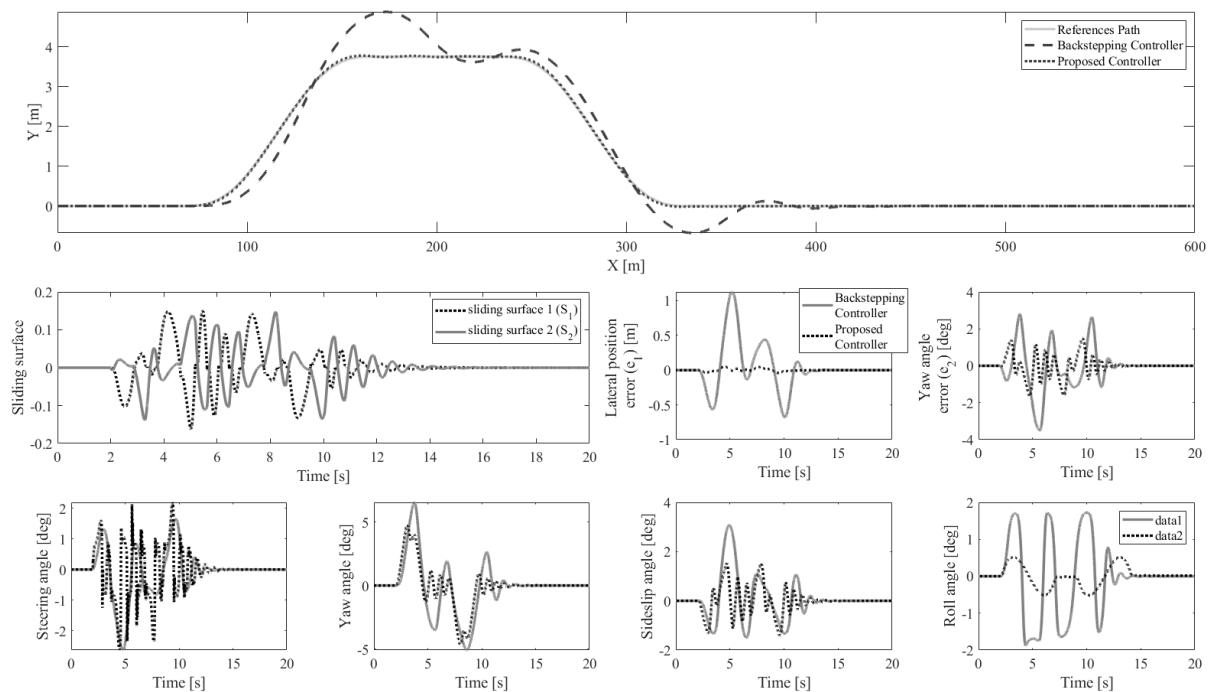 4
3
2
1
0
Y [m]
References Path
Backstepping Controller
Proposed Controller
0 100 200 300 400 500 600
X [m]
0.2
0.1
0
-0.1
-0.2
Sliding surface
sliding surface 1 (S1)
sliding surface 2 (S2)
0 2 4 6 8 10 12 14 16 18 20
Time [s]
1
0.5
0
-0.5
-1
Lateral position
error (e1) [m]
Backstepping
Controller
Proposed
Controller
0 5 10 15 20
Time [s]
4
2
0
-2
-4
Yaw angle
error (e2) [deg]
0 5 10 15 20
Time [s]
2
1
0
-1
-2
Steering angle [deg]
0 5 10 15 20
Time [s]
5
0
-5
Yaw angle [deg]
0 5 10 15 20
Time [s]
4
2
0
-2
Sideslip angle [deg]
0 5 10 15 20
Time [s]
2
0
-2
Roll angle [deg]
data1
data2
0 5 10 15 20
Time [s]